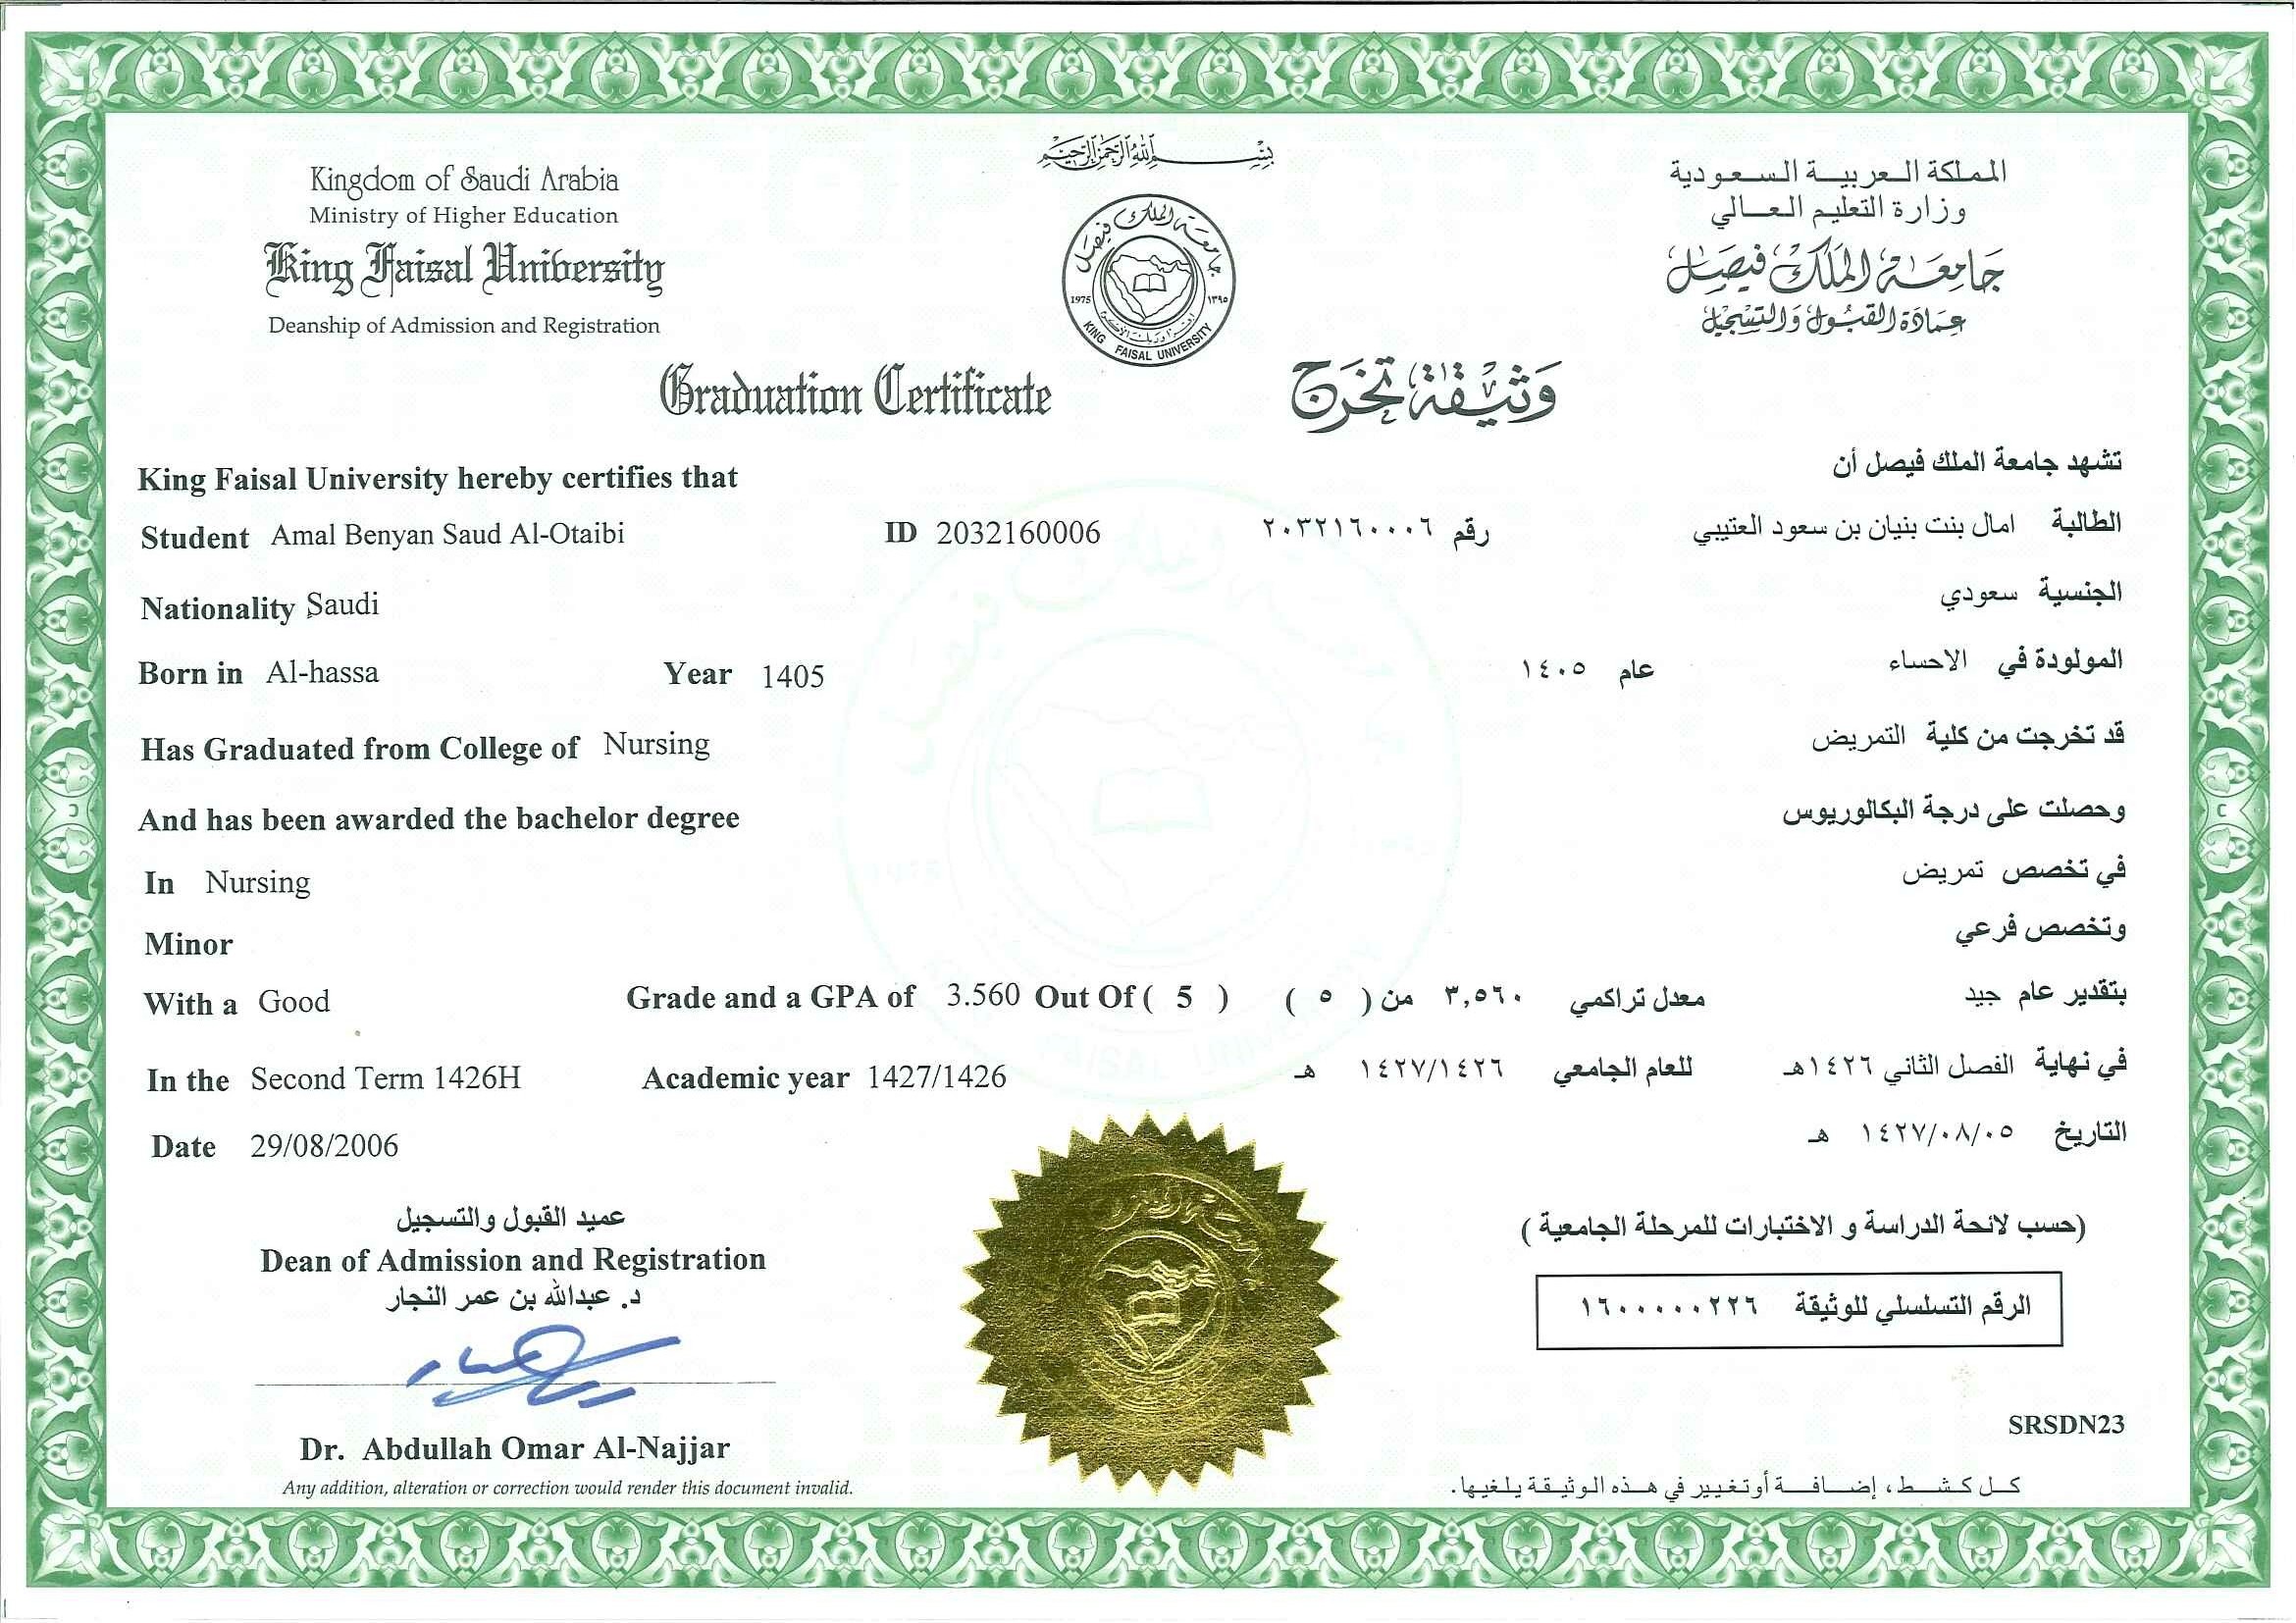 بسم الله الرحمن الرحيم
Kingdom of Saudi Arabia
Ministry of Higher Education
King Faisal University
Deanship of Admission and Registration
المملكة العربية السعودية
وزارة التعليم العالي
جامعة الملك فيصل
عمادة القبول والتسجيل
جامعة الملك فيصل
1975 ١٣٩٥
KING FAISAL UNIVERSITY
Graduation Certificate
وثيقة تخرج
King Faisal University hereby certifies that
Student Amal Benyan Saud Al-Otaibi ID 2032160006
Nationality Saudi
Born in Al-hassa Year 1405
Has Graduated from College of Nursing
And has been awarded the bachelor degree
In Nursing
Minor
With a Good Grade and a GPA of 3.560 Out Of ( 5 )
In the Second Term 1426H Academic year 1427/1426
Date 29/08/2006
تشهد جامعة الملك فيصل أن
الطالبة امال بنت بنيان بن سعود العتيبي رقم ٢٠٣٢١٦٠٠٠٦
الجنسية سعودي
المولودة في الاحساء عام ١٤٠٥
قد تخرجت من كلية التمريض
وحصلت على درجة البكالوريوس
في تخصص تمريض
وتخصص فرعي
بتقدير عام جيد معدل تراكمي ٣,٥٦٠ من ( ٥ )
في نهاية الفصل الثاني ١٤٢٦هـ للعام الجامعي ١٤٢٧/١٤٢٦ هـ
التاريخ ١٤٢٧/٠٨/٠٥ هـ
عميد القبول والتسجيل
Dean of Admission and Registration
د. عبدالله بن عمر النجار
Dr. Abdullah Omar Al-Najjar
Any addition, alteration or correction would render this document invalid.
(حسب لائحة الدراسة و الاختبارات للمرحلة الجامعية )
الرقم التسلسلي للوثيقة ١٦٠٠٠٠٠٠٢٢٦
SRSDN23
كل كشط، إضافة أو تغيير في هذه الوثيقة يلغيها.